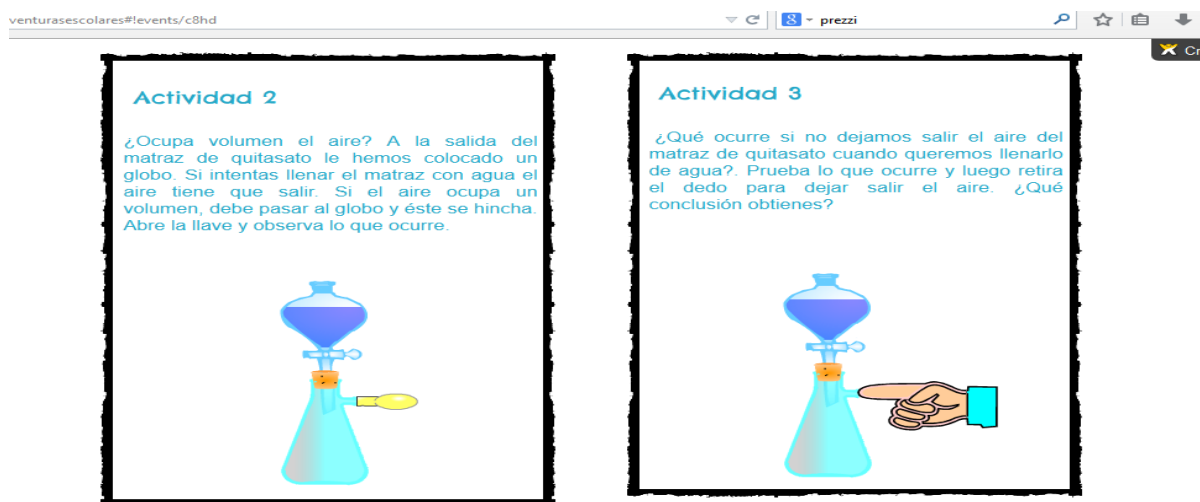 venturasescolares#!events/c8hd
8 prezzi
Cr
Actividad 2
¿Ocupa volumen el aire? A la salida del
matraz de quitasato le hemos colocado un
globo. Si intentas llenar el matraz con agua el
aire tiene que salir. Si el aire ocupa un
volumen, debe pasar al globo y éste se hincha.
Abre la llave y observa lo que ocurre.
Actividad 3
¿Qué ocurre si no dejamos salir el aire del
matraz de quitasato cuando queremos llenarlo
de agua?. Prueba lo que ocurre y luego retira
el dedo para dejar salir el aire. ¿Qué
conclusión obtienes?